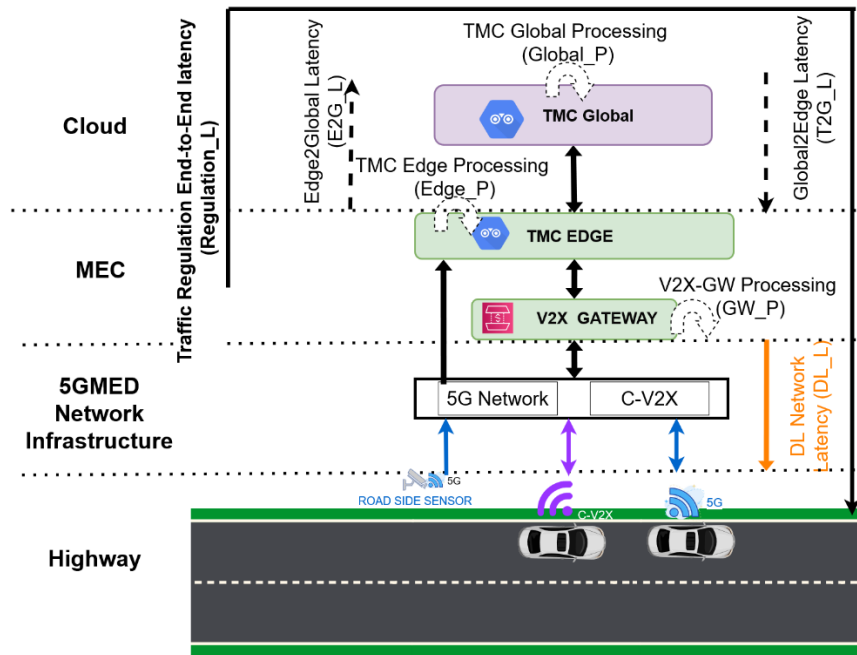 TMC Global Processing
(Global_P)
Traffic Regulation End-to-End latency
(Regulation_L)
Edge2Global Latency
(E2G_L)
Global2Edge Latency
(T2G_L)
Cloud
TMC Global
TMC Edge Processing
(Edge_P)
MEC
TMC EDGE
V2X-GW Processing
(GW_P)
V2X GATEWAY
5GMED
Network
Infrastructure
5G Network
C-V2X
DL Network
Latency (DL_L)
5G
ROAD SIDE SENSOR
C-V2X
5G
Highway